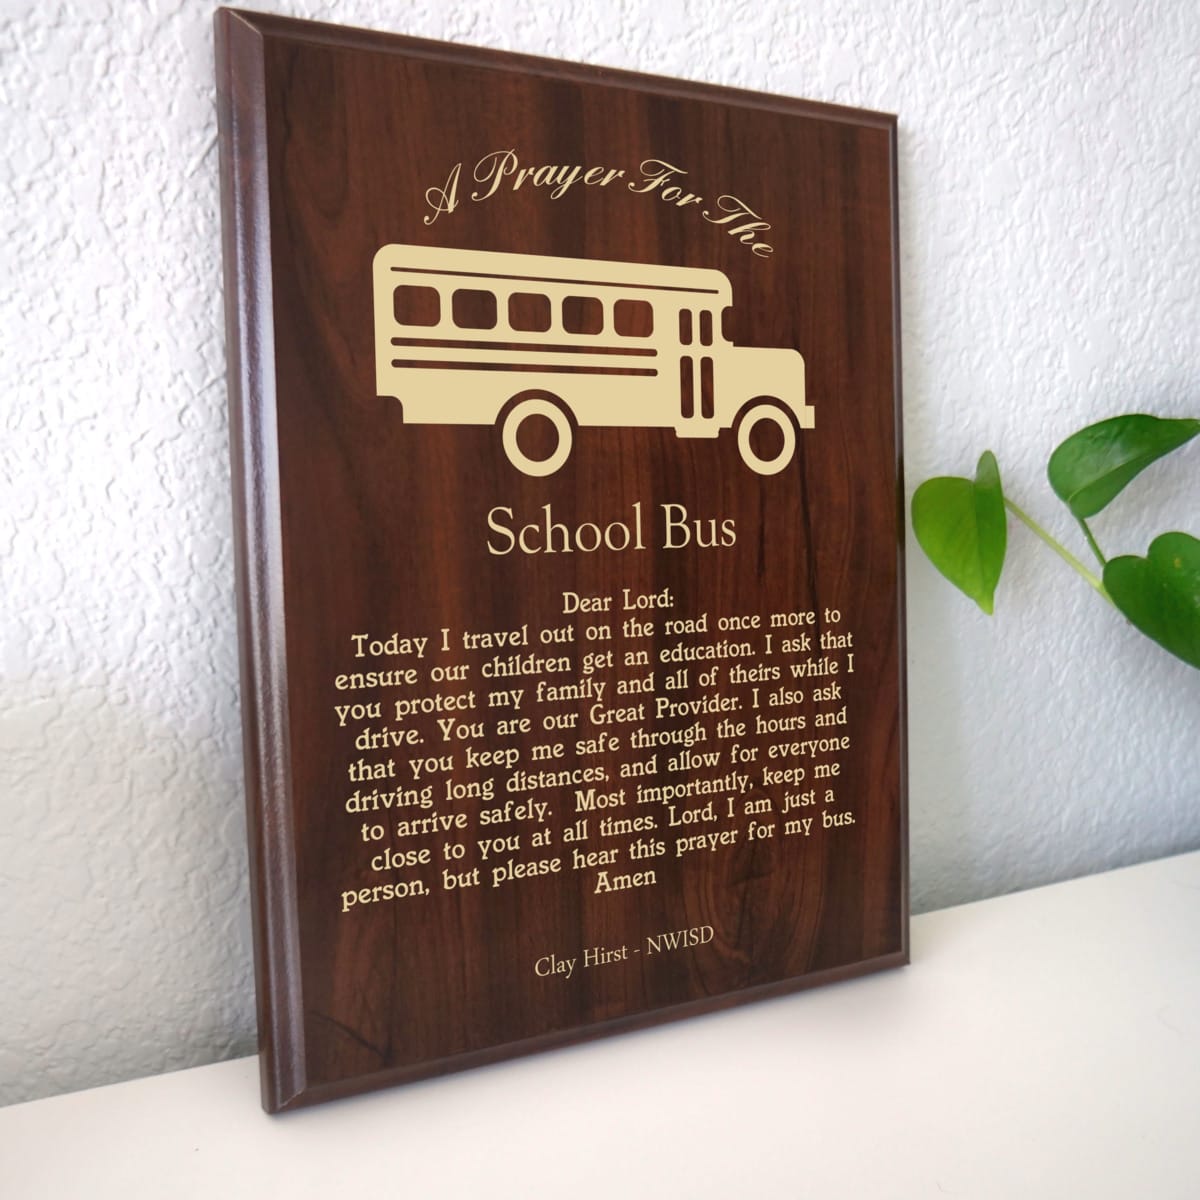 A Prayer For The
School Bus
Dear Lord:
Today I travel out on the road once more to
ensure our children get an education. I ask that
you protect my family and all of theirs while I
drive. You are our Great Provider. I also ask
that you keep me safe through the hours and
driving long distances, and allow for everyone
to arrive safely. Most importantly, keep me
close to you at all times. Lord, I am just a
person, but please hear this prayer for my bus.
Amen
Clay Hirst - NWISD